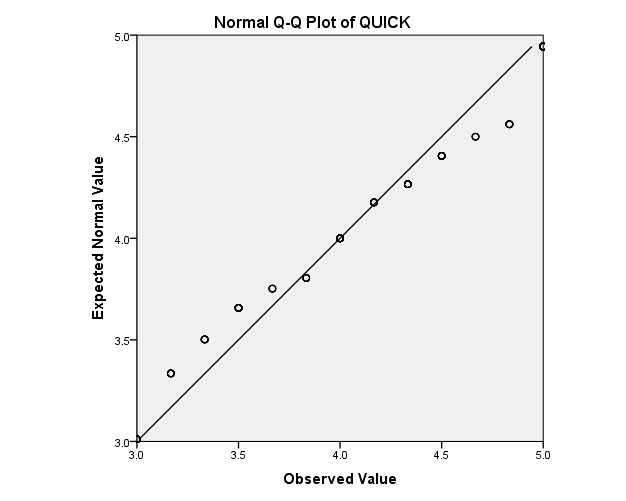 Normal Q-Q Plot of QUICK
5.0
4.5
4.0
3.5
3.0
Expected Normal Value
3.0 3.5 4.0 4.5 5.0
Observed Value